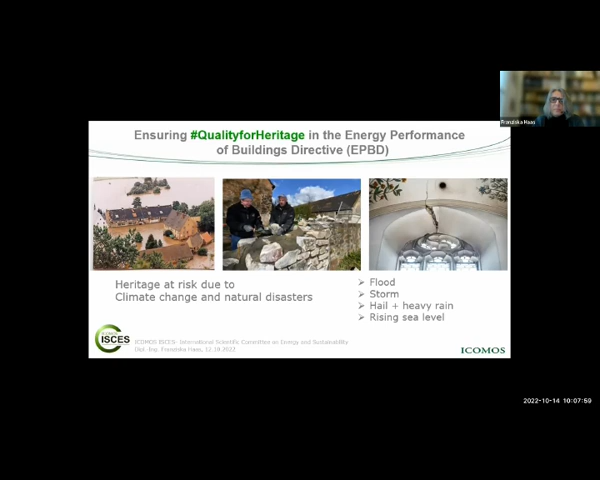 Franziska Haas
Ensuring #QualityforHeritage in the Energy Performance
of Buildings Directive (EPBD)
Heritage at risk due to
Climate change and natural disasters
➢ Flood
➢ Storm
➢ Hail + heavy rain
➢ Rising sea level
ISCES
ICOMOS ISCES- International Scientific Committee on Energy and Sustainability
Dipl.-Ing. Franziska Haas, 12.10.2022
ICOMOS
2022-10-14 10:07:59